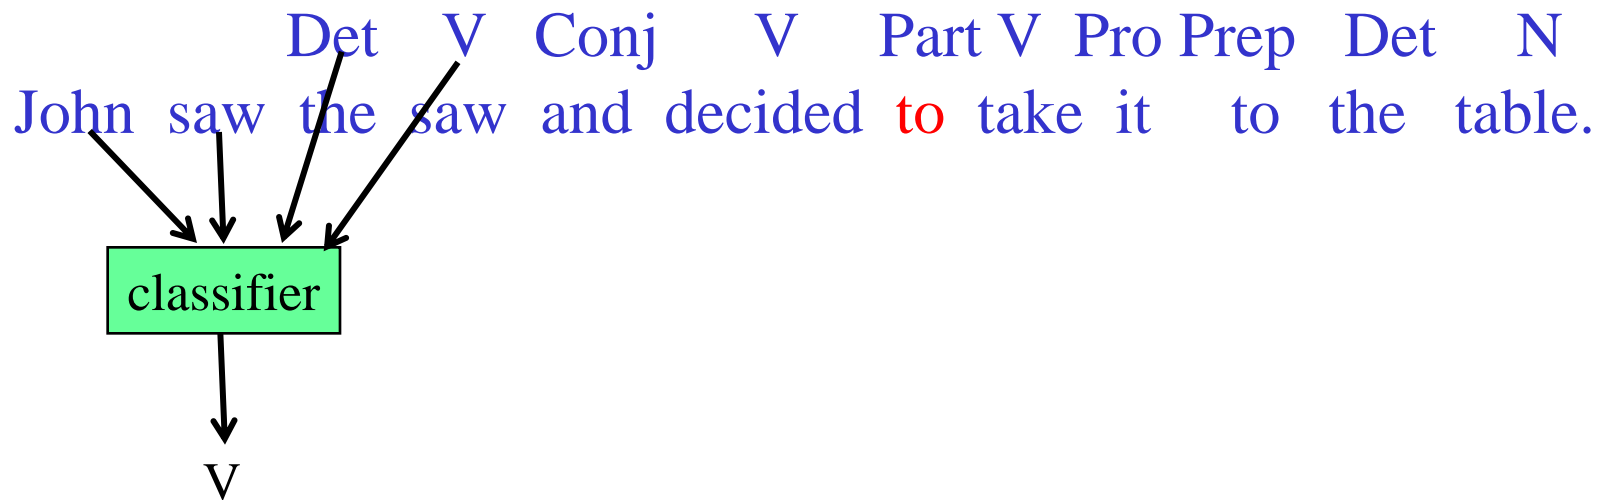 Det V Conj V Part V Pro Prep Det N
John saw the saw and decided to take it to the table.
classifier
V